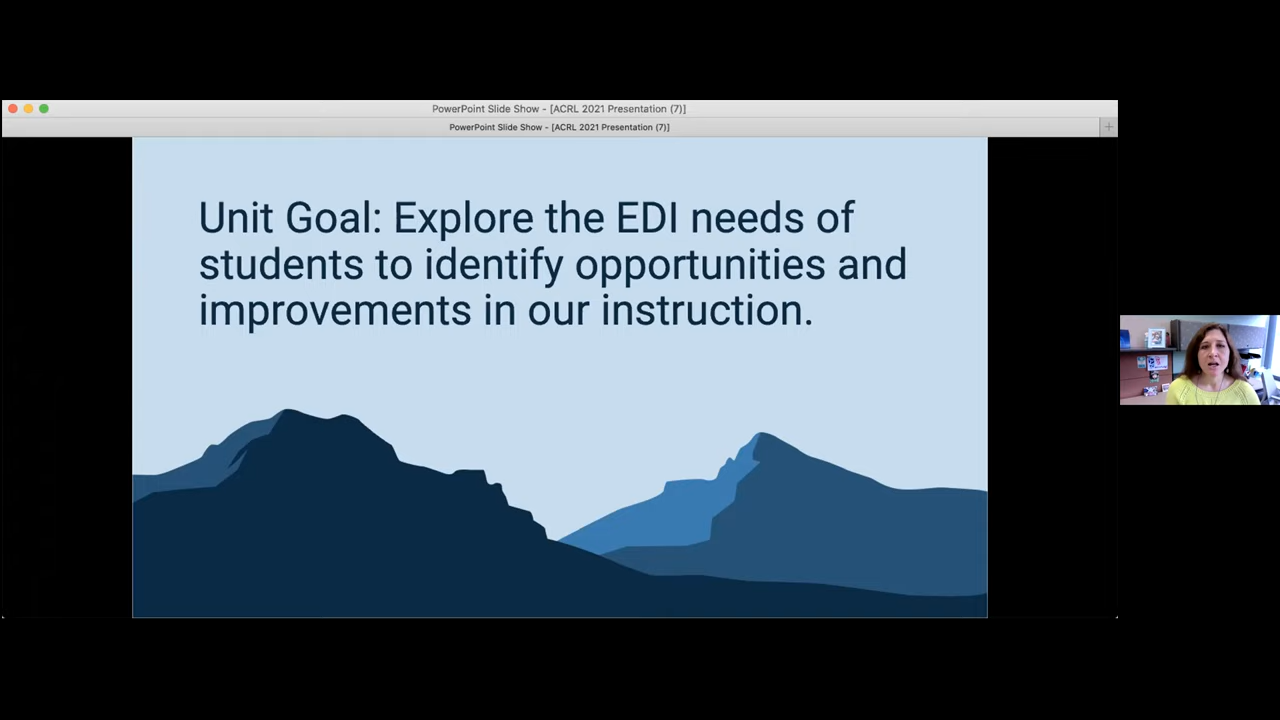 PowerPoint Slide Show - [ACRL 2021 Presentation (7)]
PowerPoint Slide Show - [ACRL 2021 Presentation (7)]
Unit Goal: Explore the EDI needs of
students to identify opportunities and
improvements in our instruction.